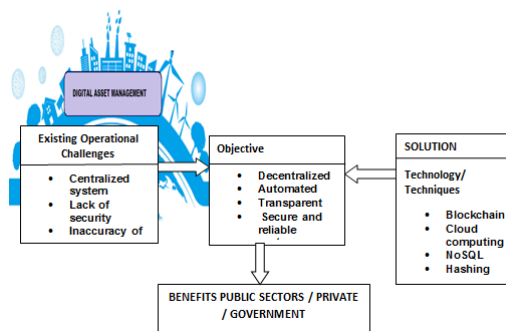 DIGITAL ASSET MANAGEMENT
Existing Operational
Challenges
• Centralized
system
• Lack of
security
• Inaccuracy of
Objective
• Decentralized
• Automated
• Transparent
• Secure and
reliable
SOLUTION
Technology/
Techniques
• Blockchain
• Cloud
computing
• NoSQL
• Hashing
BENEFITS PUBLIC SECTORS / PRIVATE
/ GOVERNMENT